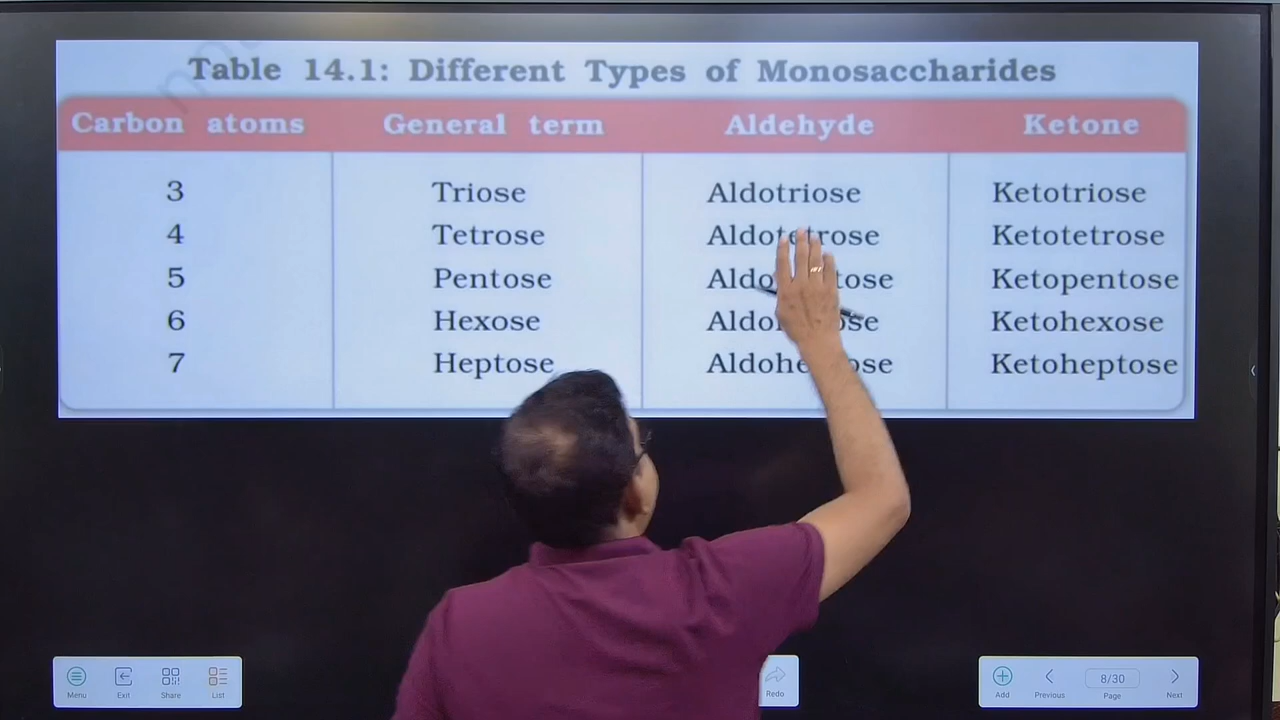 Table 14.1: Different Types of Monosaccharides
Carbon atoms General term Aldehyde Ketone
3 Triose Aldotriose Ketotriose
4 Tetrose Aldotetrose Ketotetrose
5 Pentose Ketopentose
6 Hexose Ketohexose
7 Heptose Ketoheptose
Menu Exit Share List Redo Add Previous 8/30 Page Next